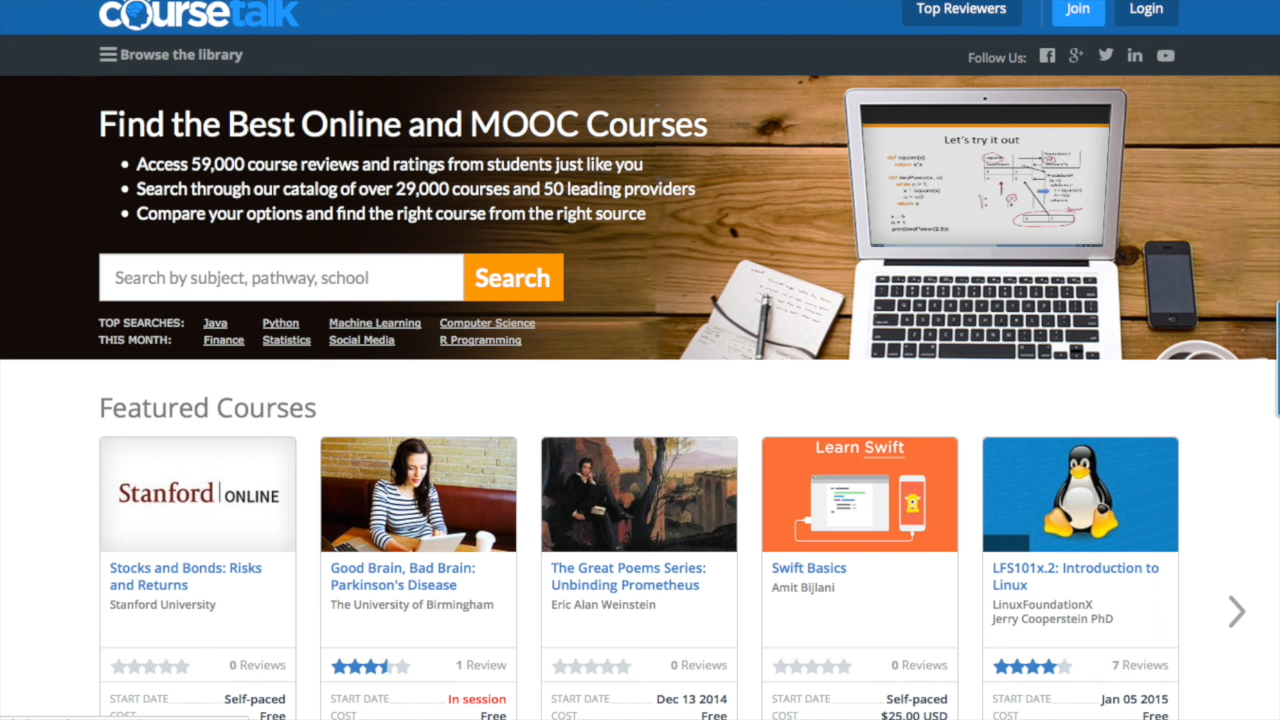 coursetalk
Top Reviewers
Join
Login
Browse the library
Follow Us:
Find the Best Online and MOOC Courses
• Access 59,000 course reviews and ratings from students just like you
• Search through our catalog of over 29,000 courses and 50 leading providers
• Compare your options and find the right course from the right source
Let's try it out
Search by subject, pathway, school
Search
TOP SEARCHES: Java Python Machine Learning Computer Science
THIS MONTH: Finance Statistics Social Media R Programming
Featured Courses
Stanford ONLINE
Stocks and Bonds: Risks
and Returns
Stanford University
0 Reviews
START DATE Self-paced
COST Free
Good Brain, Bad Brain:
Parkinson's Disease
The University of Birmingham
1 Review
START DATE In session
COST Free
The Great Poems Series:
Unbinding Prometheus
Eric Alan Weinstein
0 Reviews
START DATE Dec 13 2014
COST Free
Learn Swift
Swift Basics
Amit Bijlani
0 Reviews
START DATE Self-paced
COST $25.00 USD
LFS101x.2: Introduction to
Linux
LinuxFoundationX
Jerry Cooperstein PhD
7 Reviews
START DATE Jan 05 2015
COST Free